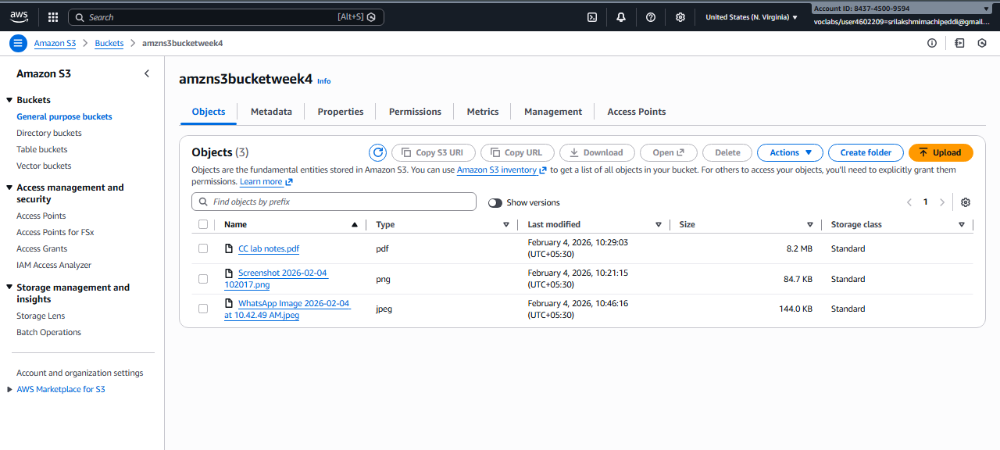 aws
Search
[Alt+S]
United States (N. Virginia)
Account ID: 8437-4500-9594
voclabs/user4602209=srilakshmimachipeddi@gmail...
Amazon S3
Buckets
amzns3bucketweek4
Amazon S3
Buckets
General purpose buckets
Directory buckets
Table buckets
Vector buckets
Access management and
security
Access Points
Access Points for FSx
Access Grants
IAM Access Analyzer
Storage management and
insights
Storage Lens
Batch Operations
Account and organization settings
AWS Marketplace for S3
amzns3bucketweek4 Info
Objects
Metadata
Properties
Permissions
Metrics
Management
Access Points
Objects (3)
Copy S3 URI
Copy URL
Download
Open
Delete
Actions
Create folder
Upload
Objects are the fundamental entities stored in Amazon S3. You can use Amazon S3 inventory to get a list of all objects in your bucket. For others to access your objects, you'll need to explicitly grant them
permissions. Learn more
Find objects by prefix
Show versions
1
Name
Type
Last modified
Size
Storage class
CC lab notes.pdf
pdf
February 4, 2026, 10:29:03
(UTC+05:30)
8.2 MB
Standard
Screenshot 2026-02-04
102017.png
png
February 4, 2026, 10:21:15
(UTC+05:30)
84.7 KB
Standard
WhatsApp Image 2026-02-04
at 10.42.49 AM.jpeg
jpeg
February 4, 2026, 10:46:16
(UTC+05:30)
144.0 KB
Standard